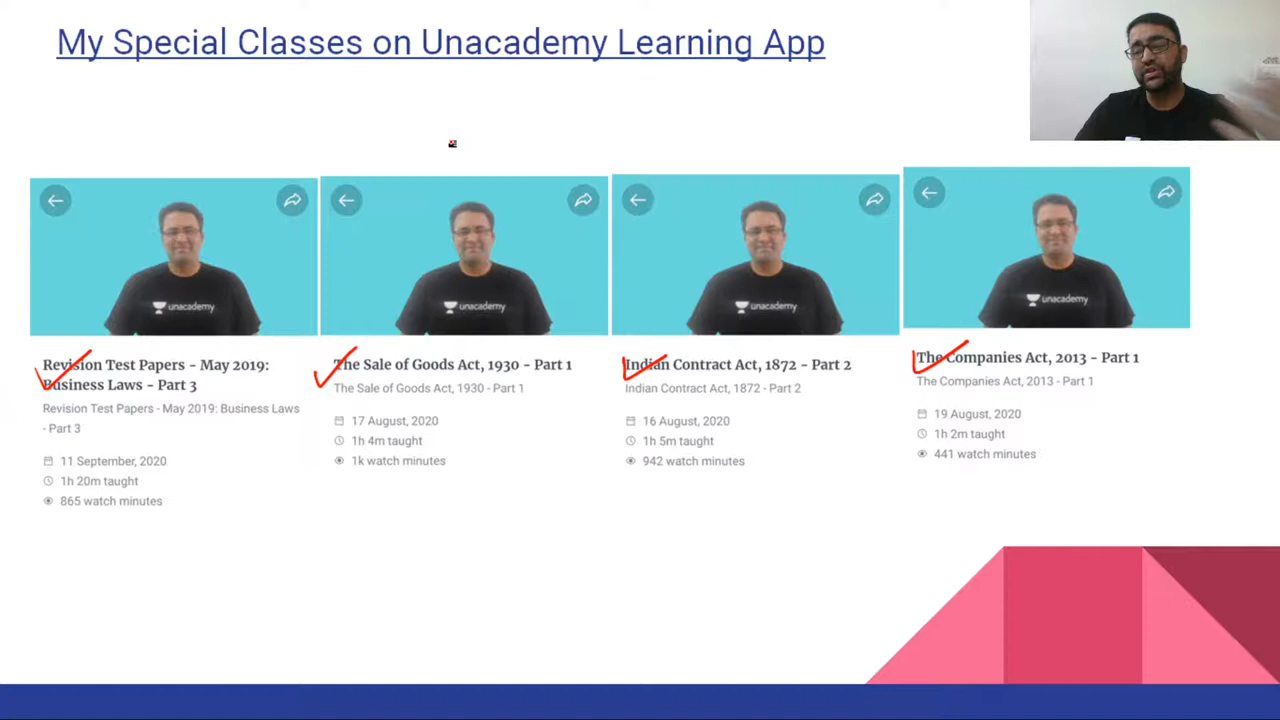 My Special Classes on Unacademy Learning App
unacademy
Revision Test Papers - May 2019:
Business Laws - Part 3
Revision Test Papers - May 2019: Business Laws
- Part 3
11 September, 2020
1h 20m taught
865 watch minutes
unacademy
The Sale of Goods Act, 1930 - Part 1
The Sale of Goods Act, 1930 - Part 1
17 August, 2020
1h 4m taught
1k watch minutes
unacademy
Indian Contract Act, 1872 - Part 2
Indian Contract Act, 1872 - Part 2
16 August, 2020
1h 5m taught
942 watch minutes
unacademy
The Companies Act, 2013 - Part 1
The Companies Act, 2013 - Part 1
19 August, 2020
1h 2m taught
441 watch minutes